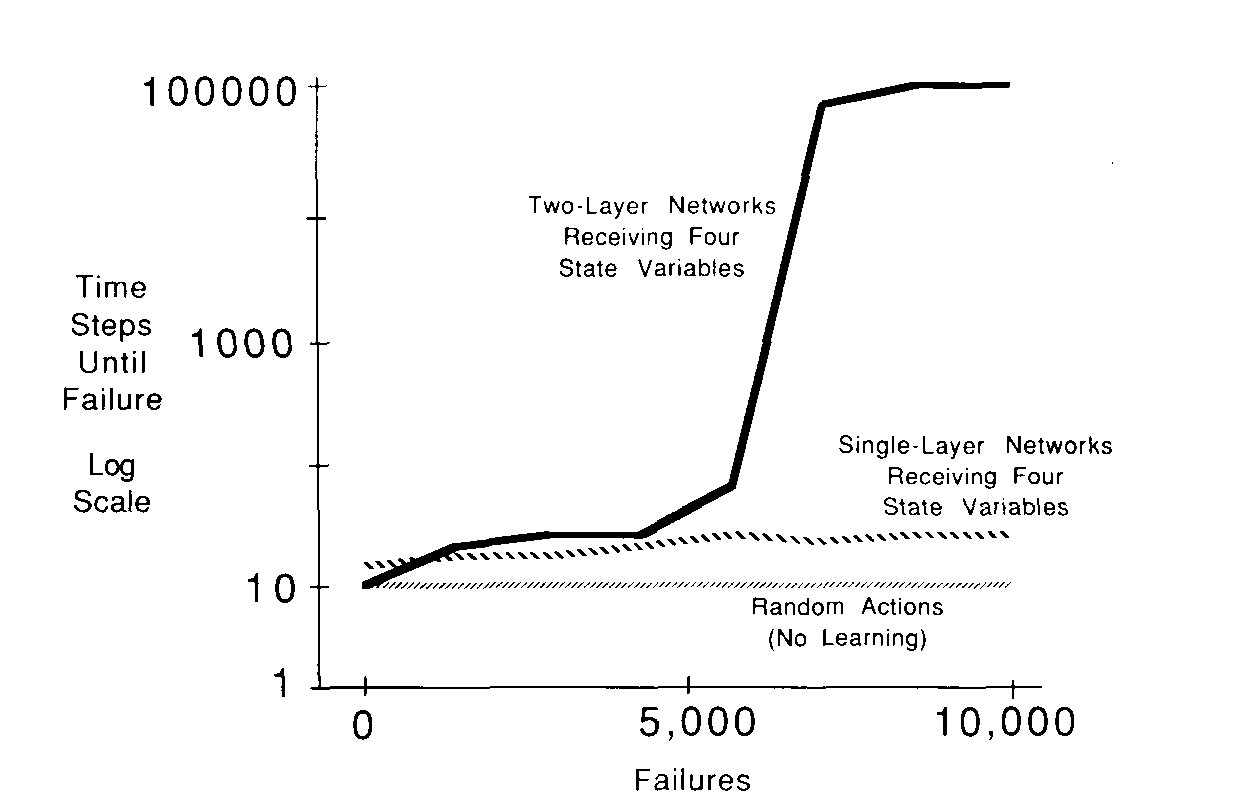 100000
Two-Layer Networks
Receiving Four
State Variables
Time
Steps
Until
Failure
Log
Scale
1000
Single-Layer Networks
Receiving Four
State Variables
10
Random Actions
(No Learning)
1
0
5,000
10,000
Failures